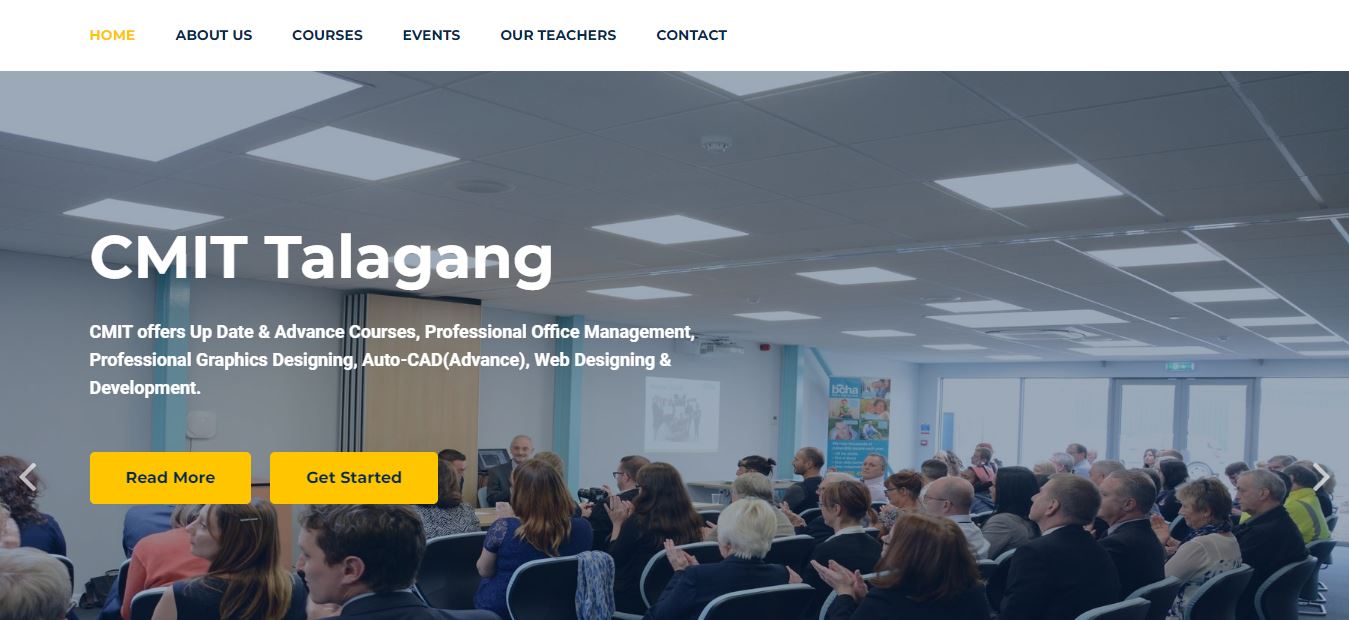 HOME ABOUT US COURSES EVENTS OUR TEACHERS CONTACT
CMIT Talagang
CMIT offers Up Date & Advance Courses, Professional Office Management,
Professional Graphics Designing, Auto-CAD(Advance), Web Designing &
Development.
bcha
Read More Get Started